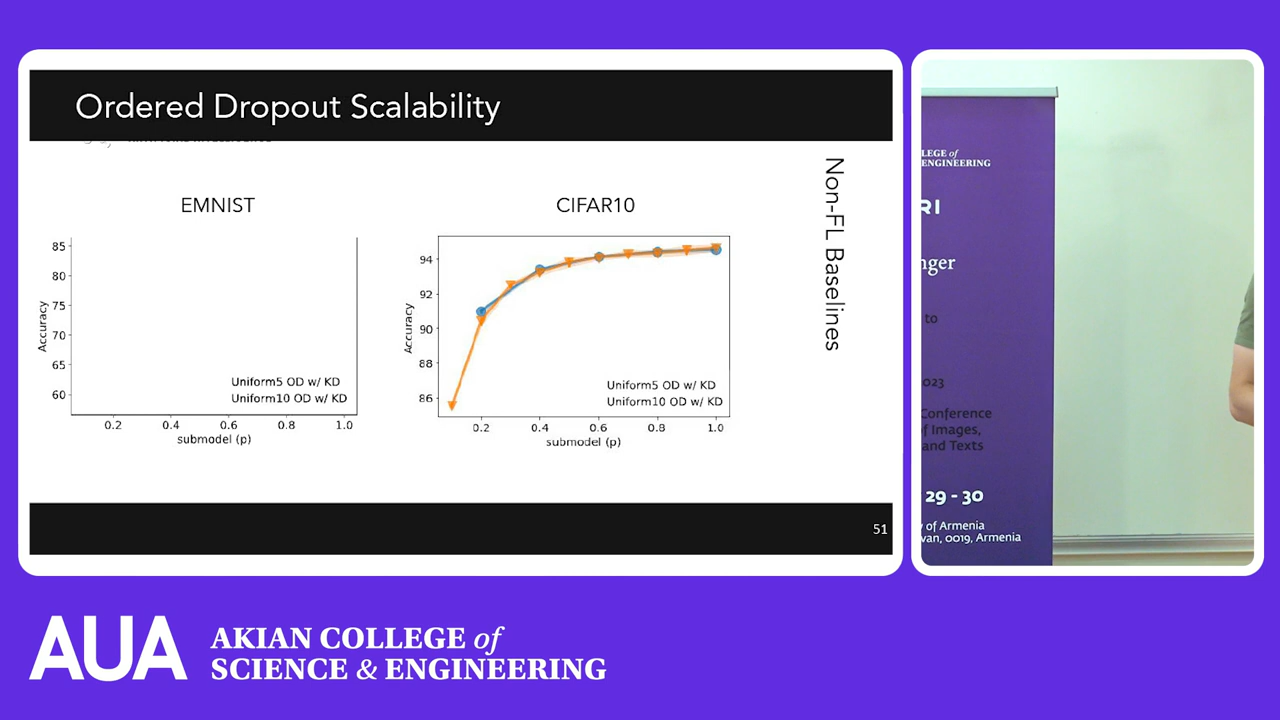 Ordered Dropout Scalability
EMNIST
85
80
75
70
65
60
Accuracy
0.2 0.4 0.6 0.8 1.0
submodel (p)
Uniform5 OD w/ KD
Uniform10 OD w/ KD
CIFAR10
94
92
90
88
86
Accuracy
0.2 0.4 0.6 0.8 1.0
submodel (p)
Uniform5 OD w/ KD
Uniform10 OD w/ KD
Non-FL Baselines
51
LEGE of
ENGINEERING
RI
nger
to
023
Conference
f Images,
and Texts
29 - 30
y of Armenia
van, 0019, Armenia
AUA AKIAN COLLEGE of
SCIENCE & ENGINEERING